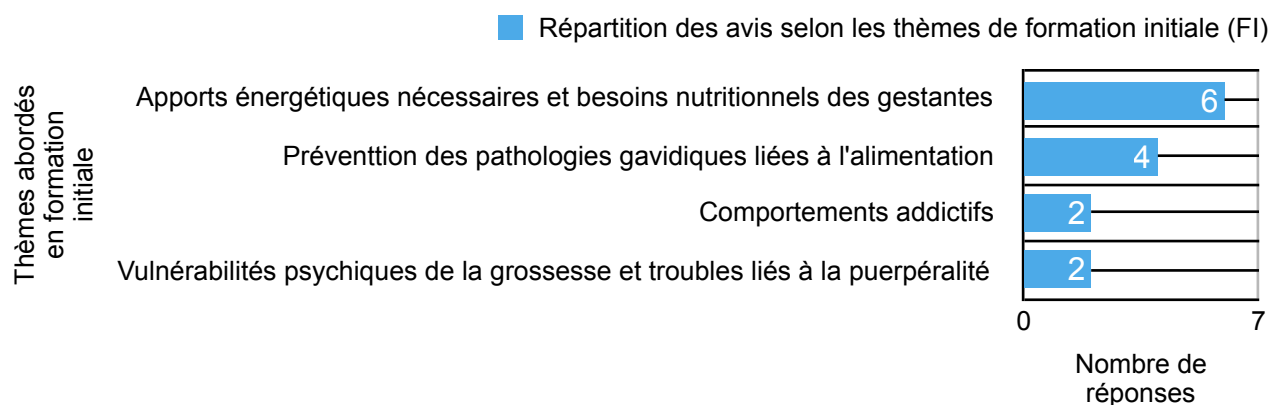 Répartition des avis selon les thèmes de formation initiale (FI)
Thèmes abordés
en formation
initiale
Apports énergétiques nécessaires et besoins nutritionnels des gestantes
6
Préventtion des pathologies gavidiques liées à l'alimentation
4
Comportements addictifs
2
Vulnérabilités psychiques de la grossesse et troubles liés à la puerpéralité
2
0
7
Nombre de
réponses